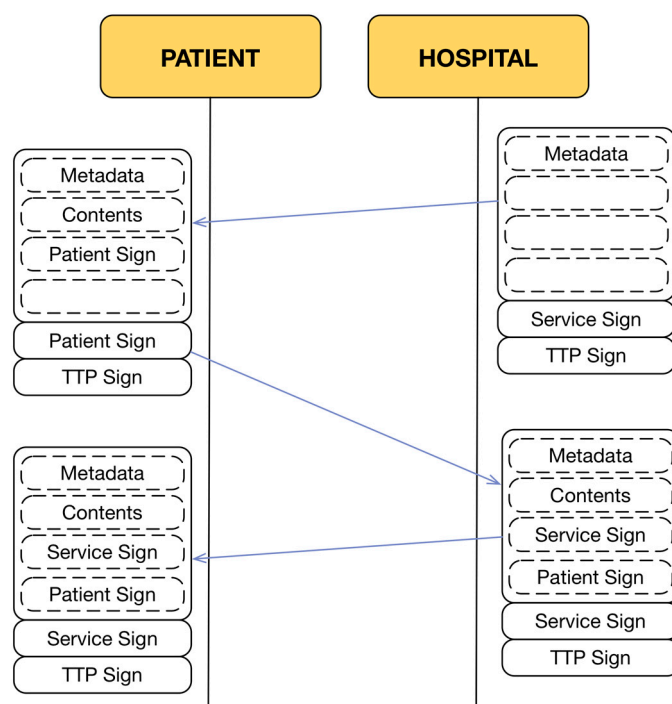 PATIENT
HOSPITAL
Metadata
Contents
Patient Sign
Patient Sign
TTP Sign
Metadata
Service Sign
TTP Sign
Metadata
Contents
Service Sign
Patient Sign
Service Sign
TTP Sign
Metadata
Contents
Service Sign
Patient Sign
Service Sign
TTP Sign